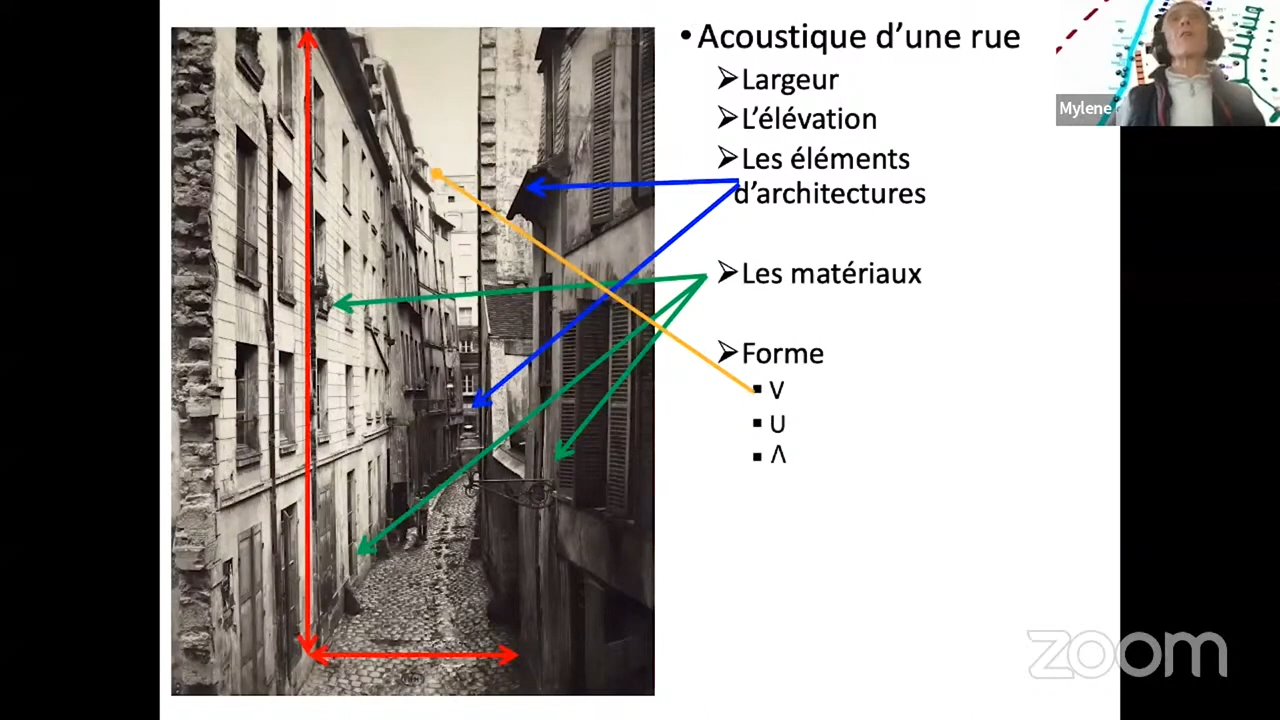 • Acoustique d’une rue
➢ Largeur
➢ L’élévation
➢ Les éléments
d’architectures
➢ Les matériaux
➢ Forme
▪ V
▪ U
▪ Λ
Mylene
zoom